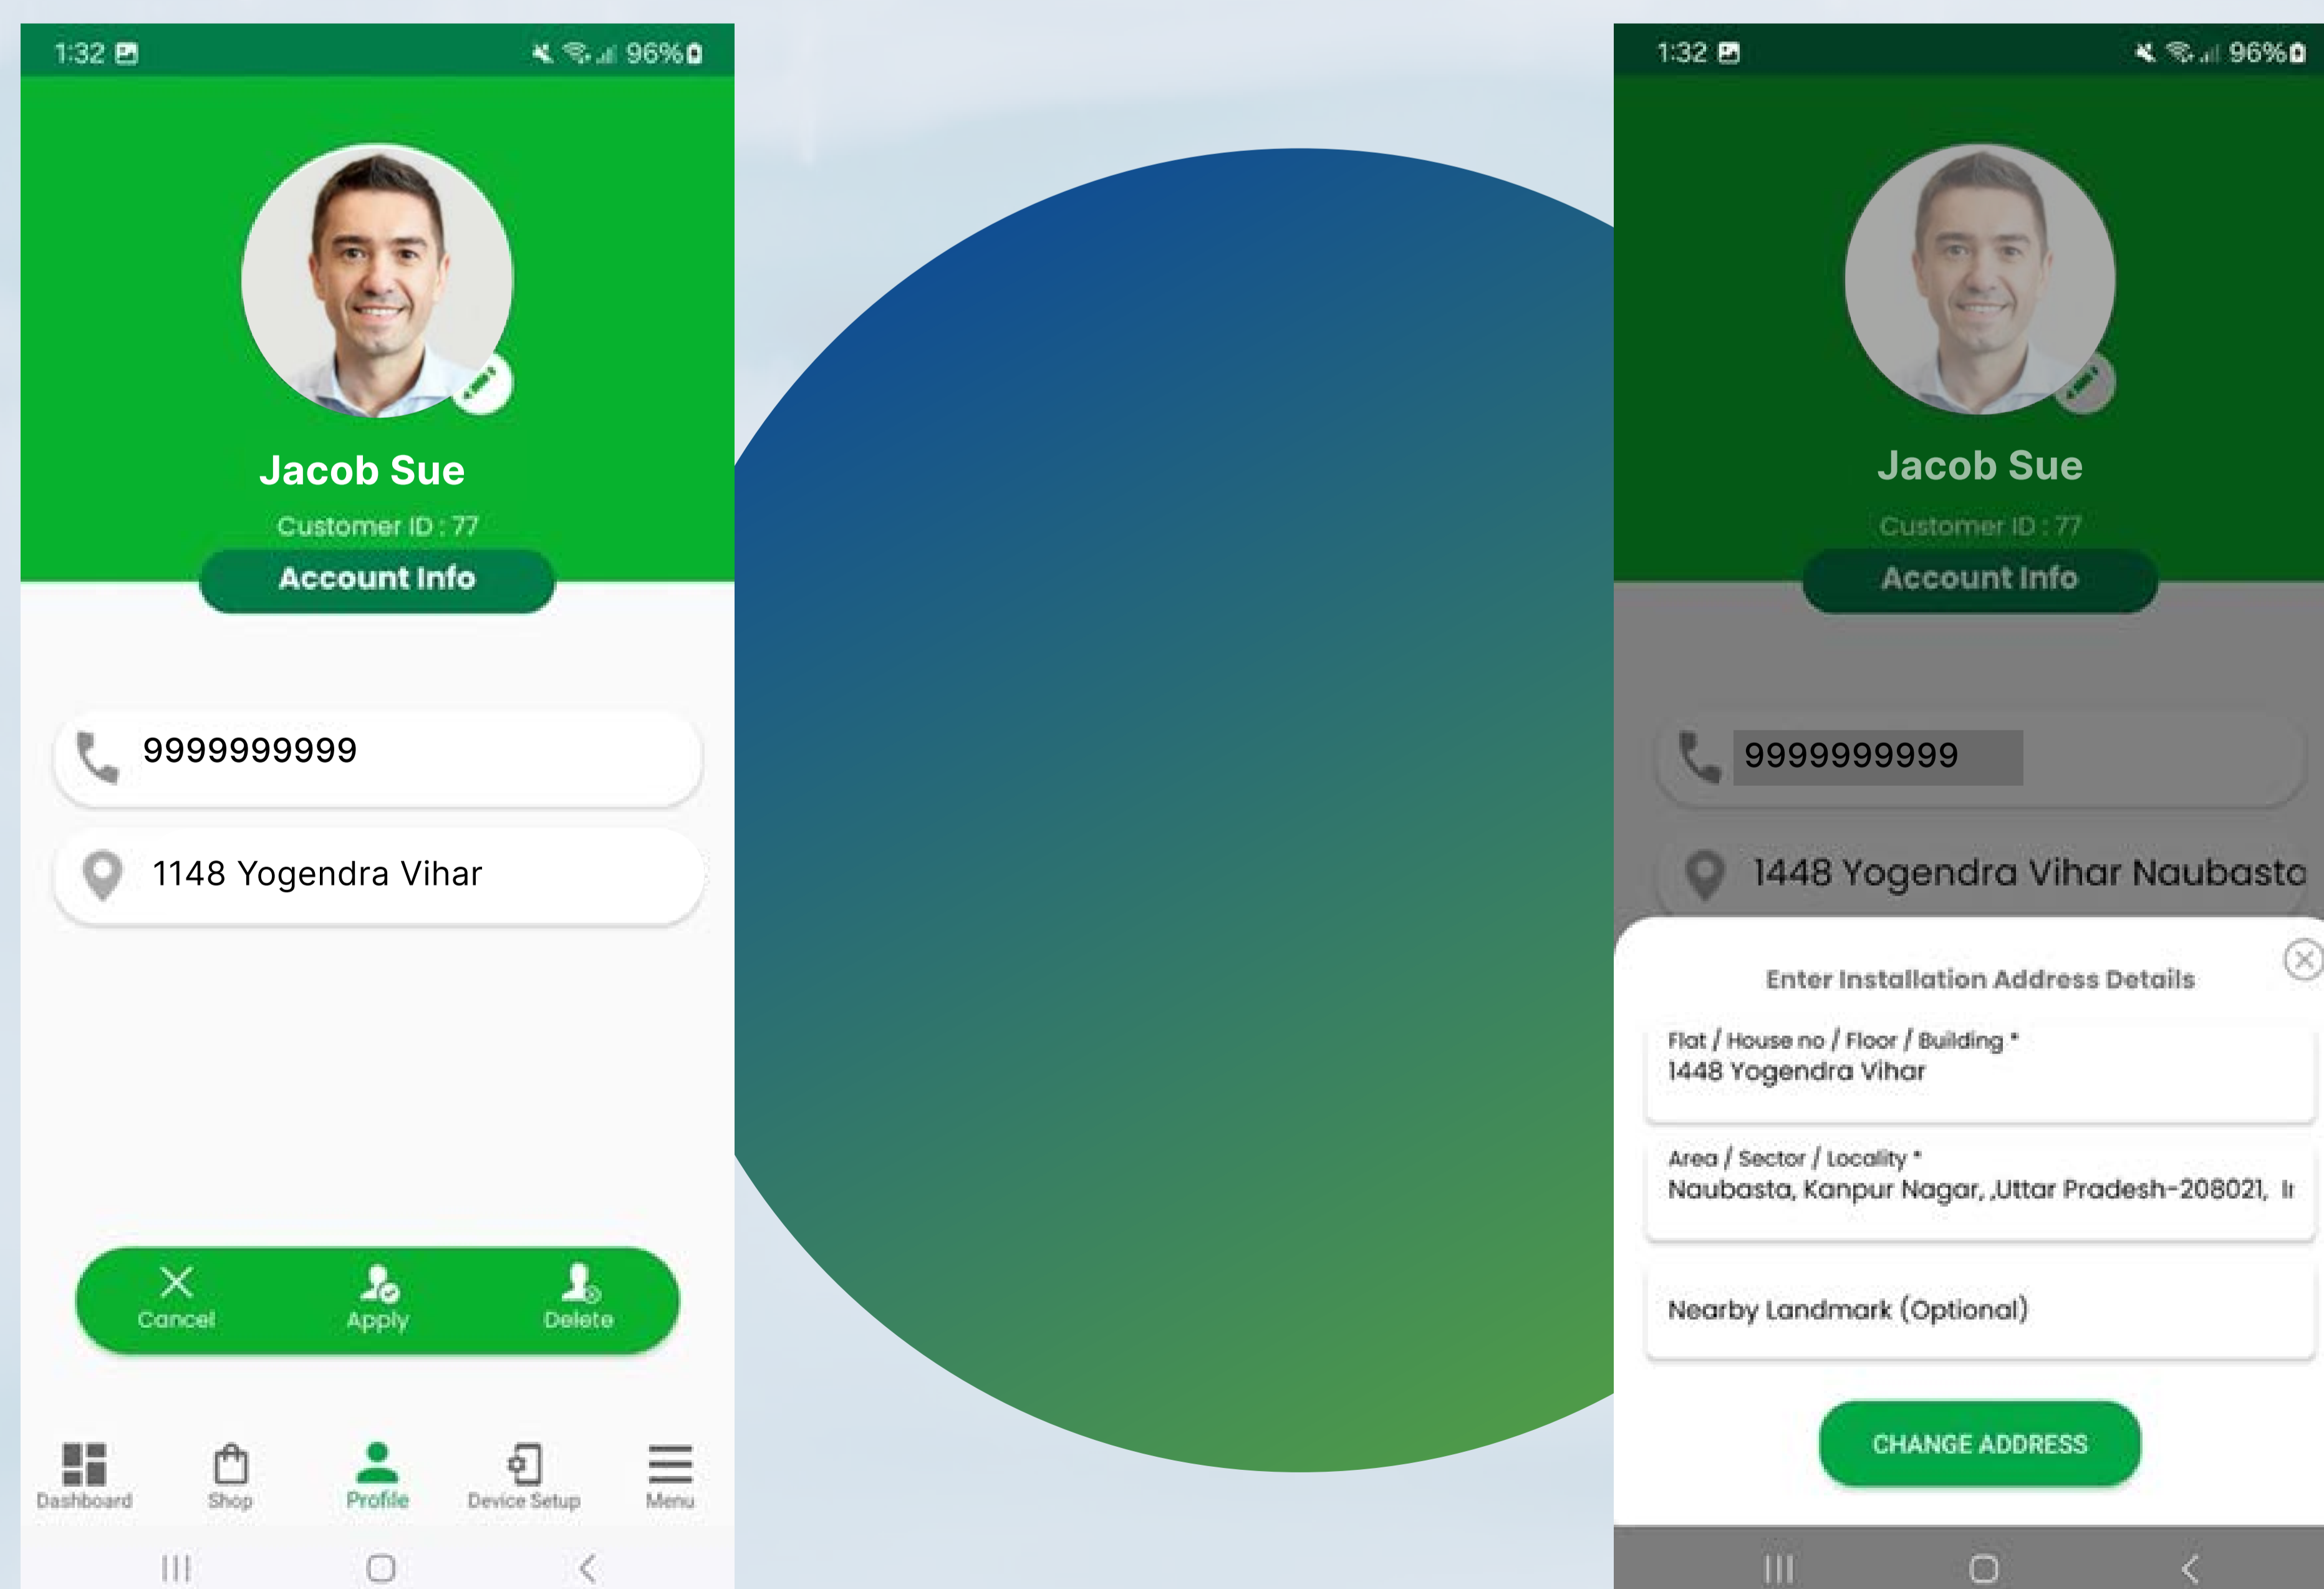 1:32
96%
Jacob Sue
Customer ID : 77
Account Info
9999999999
1148 Yogendra Vihar
Cancel
Apply
Delete
Dashboard
Shop
Profile
Device Setup
Menu
1:32
96%
Jacob Sue
Customer ID : 77
Account Info
9999999999
1448 Yogendra Vihar Naubasta
Enter Installation Address Details
Flat / House no / Floor / Building *
1448 Yogendra Vihar
Area / Sector / Locality *
Naubasta, Kanpur Nagar, ,Uttar Pradesh-208021,
Nearby Landmark (Optional)
CHANGE ADDRESS